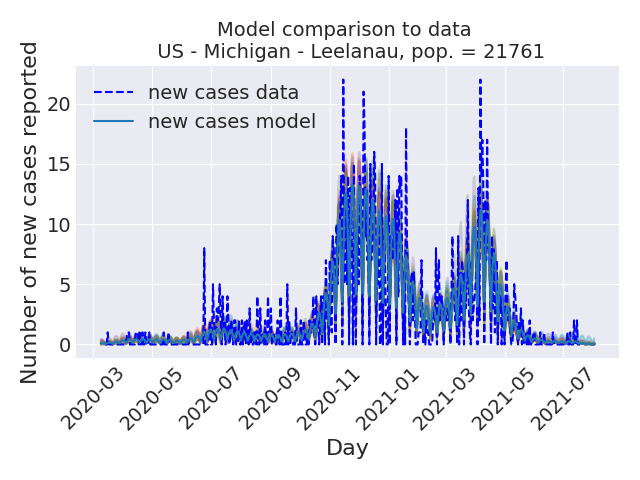 Model comparison to data
US - Michigan - Leelanau, pop. = 21761
Number of new cases reported
20
15
10
5
0
new cases data
new cases model
2020-03
2020-05
2020-07
2020-09
2020-11
2021-01
2021-03
2021-05
2021-07
Day